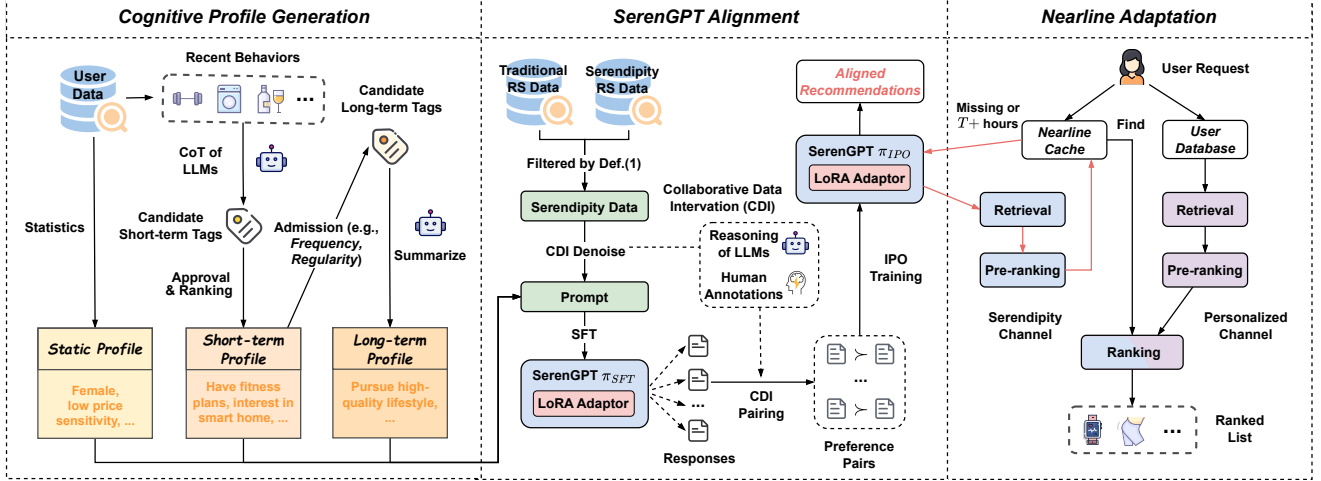 Cognitive Profile Generation
User
Data
Recent Behaviors
...
Candidate
Long-term Tags
CoT of
LLMs
Statistics
Candidate
Short-term Tags
Admission (e.g.,
Frequency,
Regularity)
Summarize
Approval
& Ranking
Static Profile
Female,
low price
sensitivity, ...
Short-term
Profile
Have fitness
plans, interest in
smart home, ...
Long-term
Profile
Pursue high-
quality lifestyle,
...
SerenGPT Alignment
Traditional
RS Data
Serendipity
RS Data
Filtered by Def.(1)
Serendipity Data
CDI Denoise
Prompt
SFT
SerenGPT πSFT
LoRA Adaptor
...
Responses
Collaborative Data
Intervation (CDI)
Reasoning
of LLMs
Human
Annotations
CDI
Pairing
Aligned
Recommendations
SerenGPT πIPO
LoRA Adaptor
IPO
Training
≻
...
≻
Preference
Pairs
Nearline Adaptation
User Request
Missing or
T+ hours
Find
Nearline
Cache
User
Database
Retrieval
Retrieval
Pre-ranking
Pre-ranking
Serendipity
Channel
Personalized
Channel
Ranking
...
Ranked
List